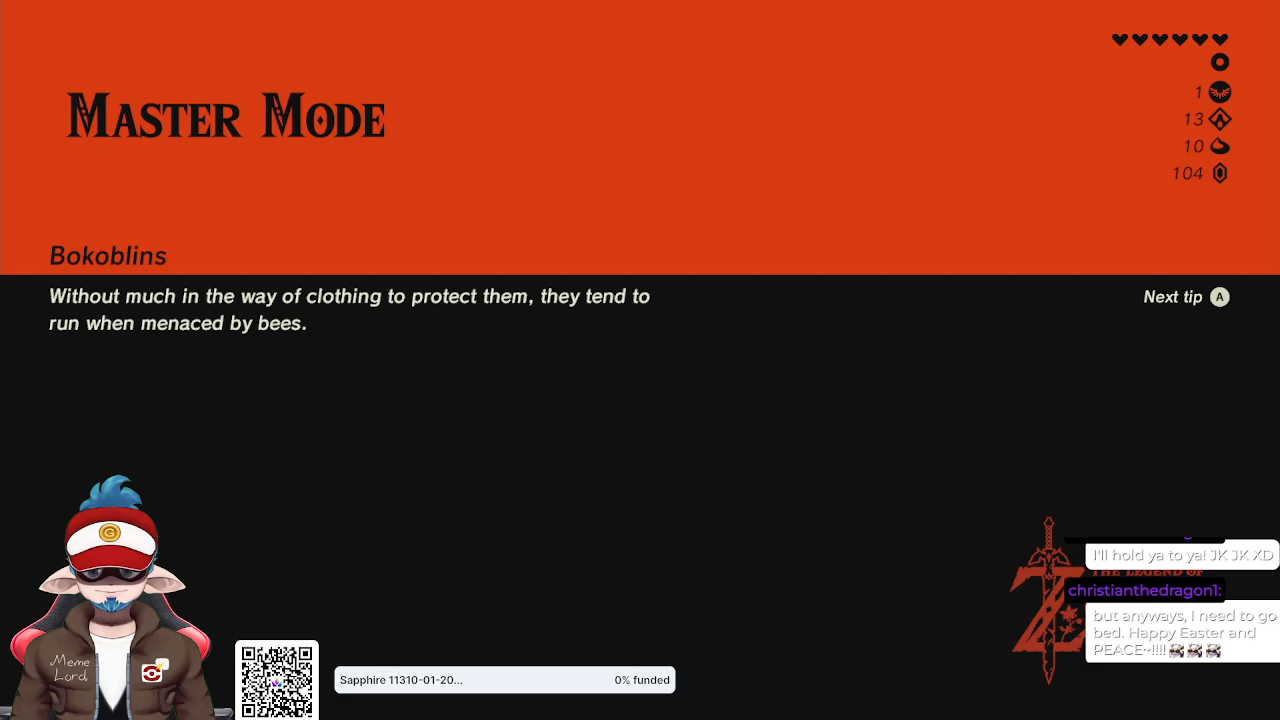 Master Mode
1
13
10
104
Bokoblins
Without much in the way of clothing to protect them, they tend to
run when menaced by bees.
Next tip A
I'll hold ya to ya! JK JK XD
THE LEGEND OF
christianthedragon1:
but anyways, I need to go
bed. Happy Easter and
PEACE~!!!!
G
Meme
Lord
Sapphire 11310-01-20...
0% funded